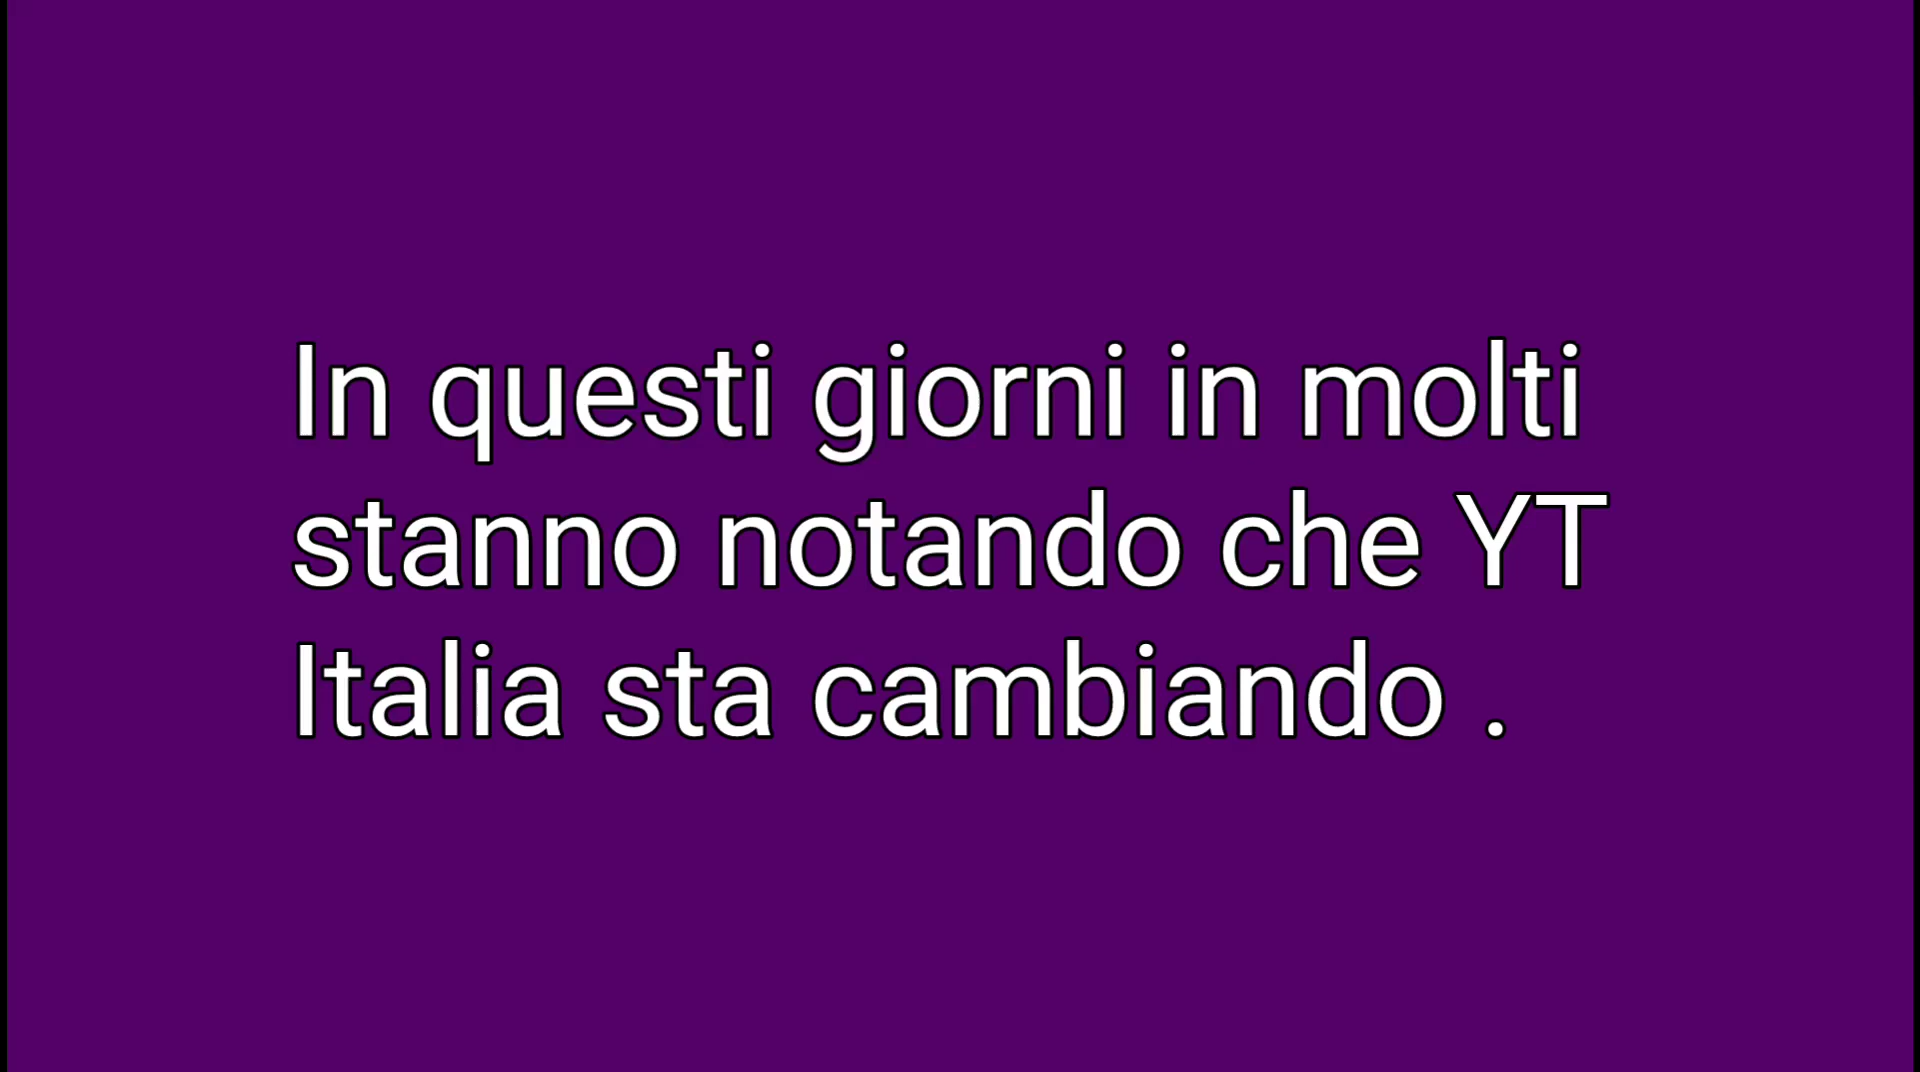 In questi giorni in molti
stanno notando che YT
Italia sta cambiando .